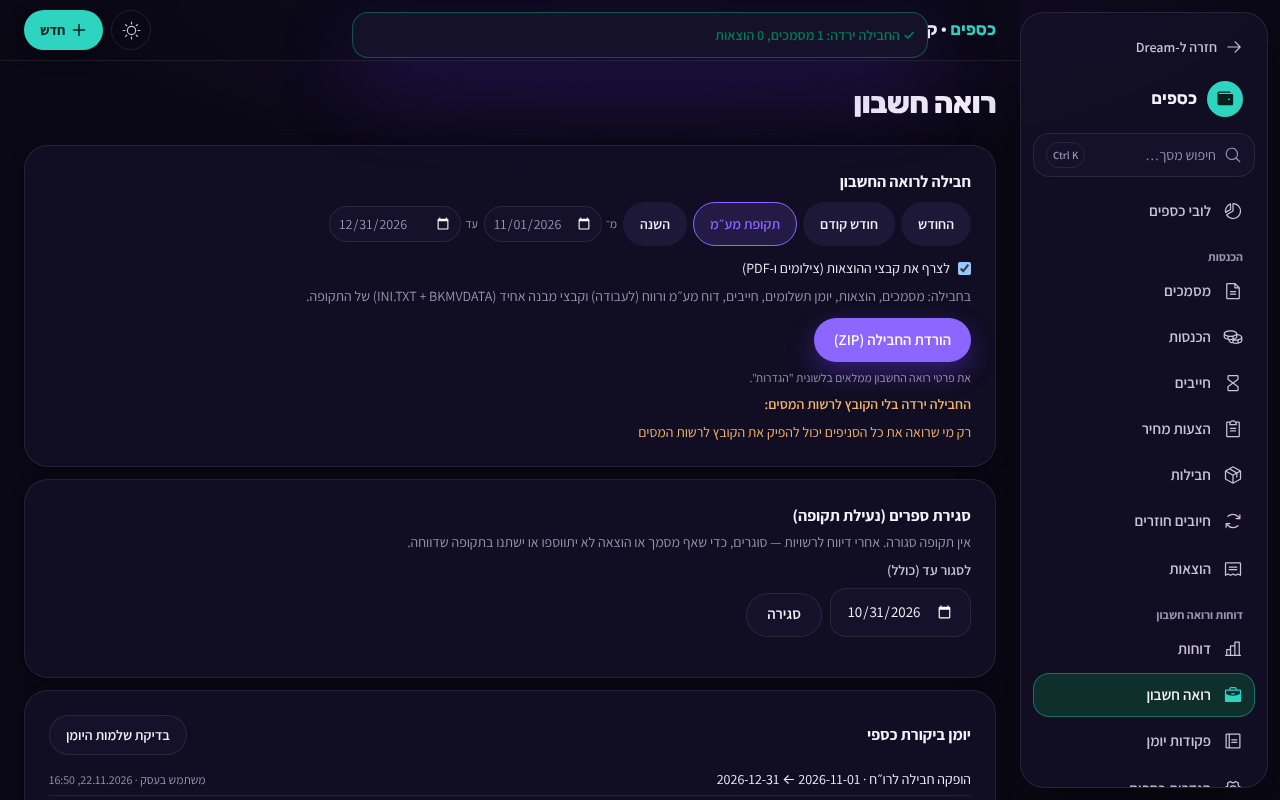 חזרה ל-Dream
כספים
חיפוש מסך…
Ctrl K
לובי כספים
הכנסות
מסמכים
הכנסות
חייבים
הצעות מחיר
חבילות
חיובים חוזרים
הוצאות
דוחות ורואה חשבון
דוחות
רואה חשבון
פקודות יומן
כספים •
✓ החבילה ירדה: 1 מסמכים, 0 הוצאות
+ חדש
רואה חשבון
חבילה לרואה החשבון
החודש
חודש קודם
תקופת מע״מ
השנה
מ־ 11/01/2026 עד 12/31/2026
לצרף את קבצי ההוצאות (צילומים ו-PDF)
בחבילה: מסמכים, הוצאות, יומן תשלומים, חייבים, דוח מע״מ ורווח (לעבודה) וקבצי מבנה אחיד (INI.TXT + BKMVDATA) של התקופה.
הורדת החבילה (ZIP)
את פרטי רואה החשבון ממלאים בלשונית "הגדרות".
החבילה ירדה בלי הקובץ לרשות המסים:
רק מי שרואה את כל הסניפים יכול להפיק את הקובץ לרשות המסים
סגירת ספרים (נעילת תקופה)
אין תקופה סגורה. אחרי דיווח לרשויות — סוגרים, כדי שאף מסמך או הוצאה לא יתווספו או ישתנו בתקופה שדווחה.
לסגור עד (כולל)
10/31/2026
סגירה
יומן ביקורת כספי
בדיקת שלמות היומן
הופקה חבילה לרו״ח · 2026-11-01 ← 2026-12-31
משתמש בעסק · 22.11.2026, 16:50